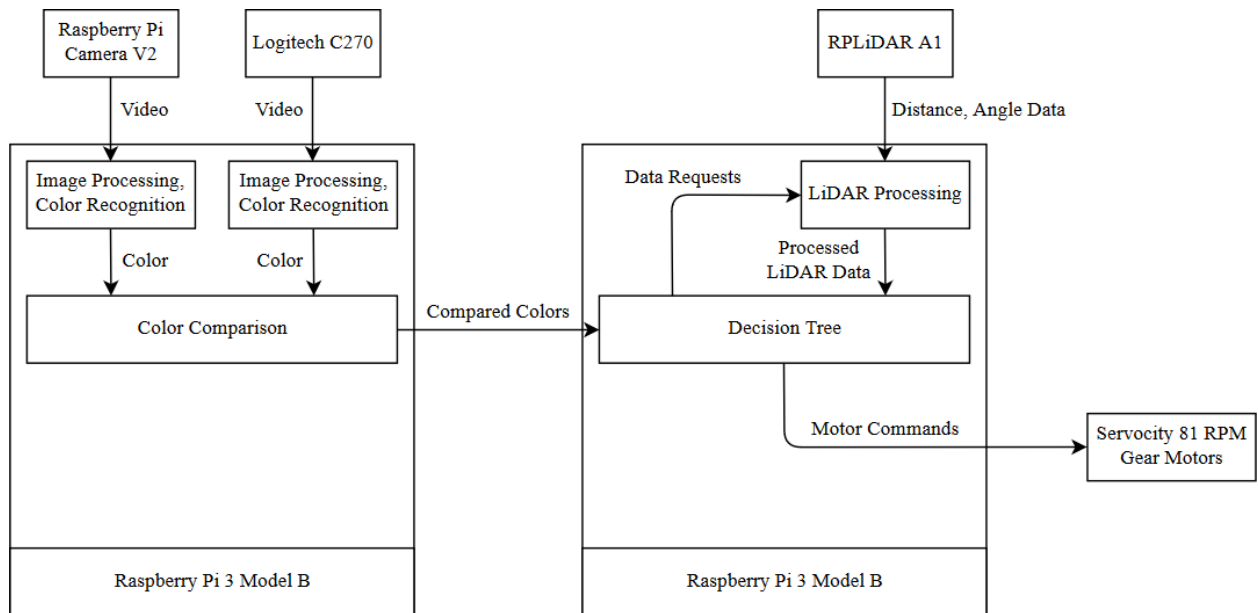 Raspberry Pi
Camera V2
Logitech C270
RPLiDAR A1
Video
Video
Distance, Angle Data
Image Processing,
Color Recognition
Image Processing,
Color Recognition
Data Requests
LiDAR Processing
Color
Color
Processed
LiDAR Data
Color Comparison
Compared Colors
Decision Tree
Motor Commands
Servocity 81 RPM
Gear Motors
Raspberry Pi 3 Model B
Raspberry Pi 3 Model B